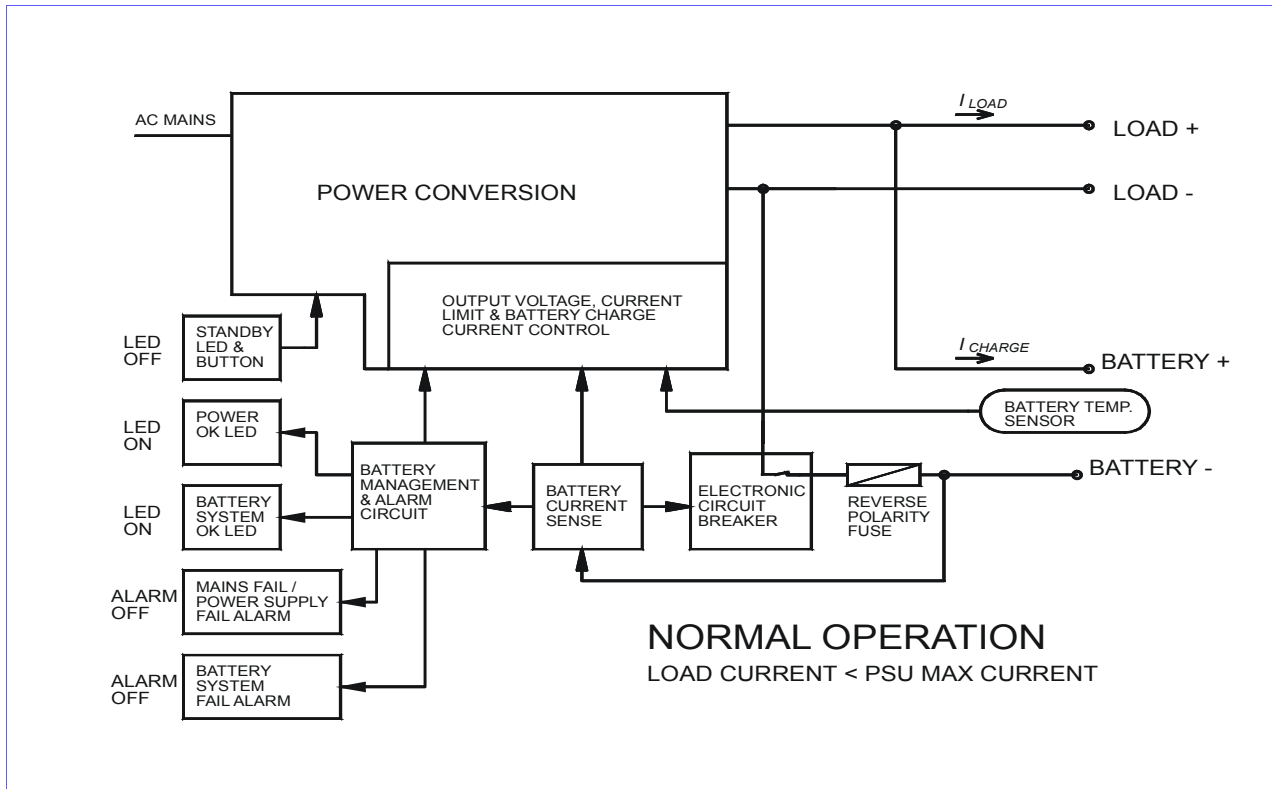 AC MAINS
POWER CONVERSION
I LOAD
LOAD +
LOAD -
OUTPUT VOLTAGE, CURRENT
LIMIT & BATTERY CHARGE
CURRENT CONTROL
LED
OFF
STANDBY
LED &
BUTTON
I CHARGE
BATTERY +
BATTERY TEMP.
SENSOR
LED
ON
POWER
OK LED
BATTERY
MANAGEMENT
& ALARM
CIRCUIT
BATTERY
CURRENT
SENSE
ELECTRONIC
CIRCUIT
BREAKER
REVERSE
POLARITY
FUSE
BATTERY -
LED
ON
BATTERY
SYSTEM
OK LED
ALARM
OFF
MAINS FAIL /
POWER SUPPLY
FAIL ALARM
ALARM
OFF
BATTERY
SYSTEM
FAIL ALARM
NORMAL OPERATION
LOAD CURRENT < PSU MAX CURRENT